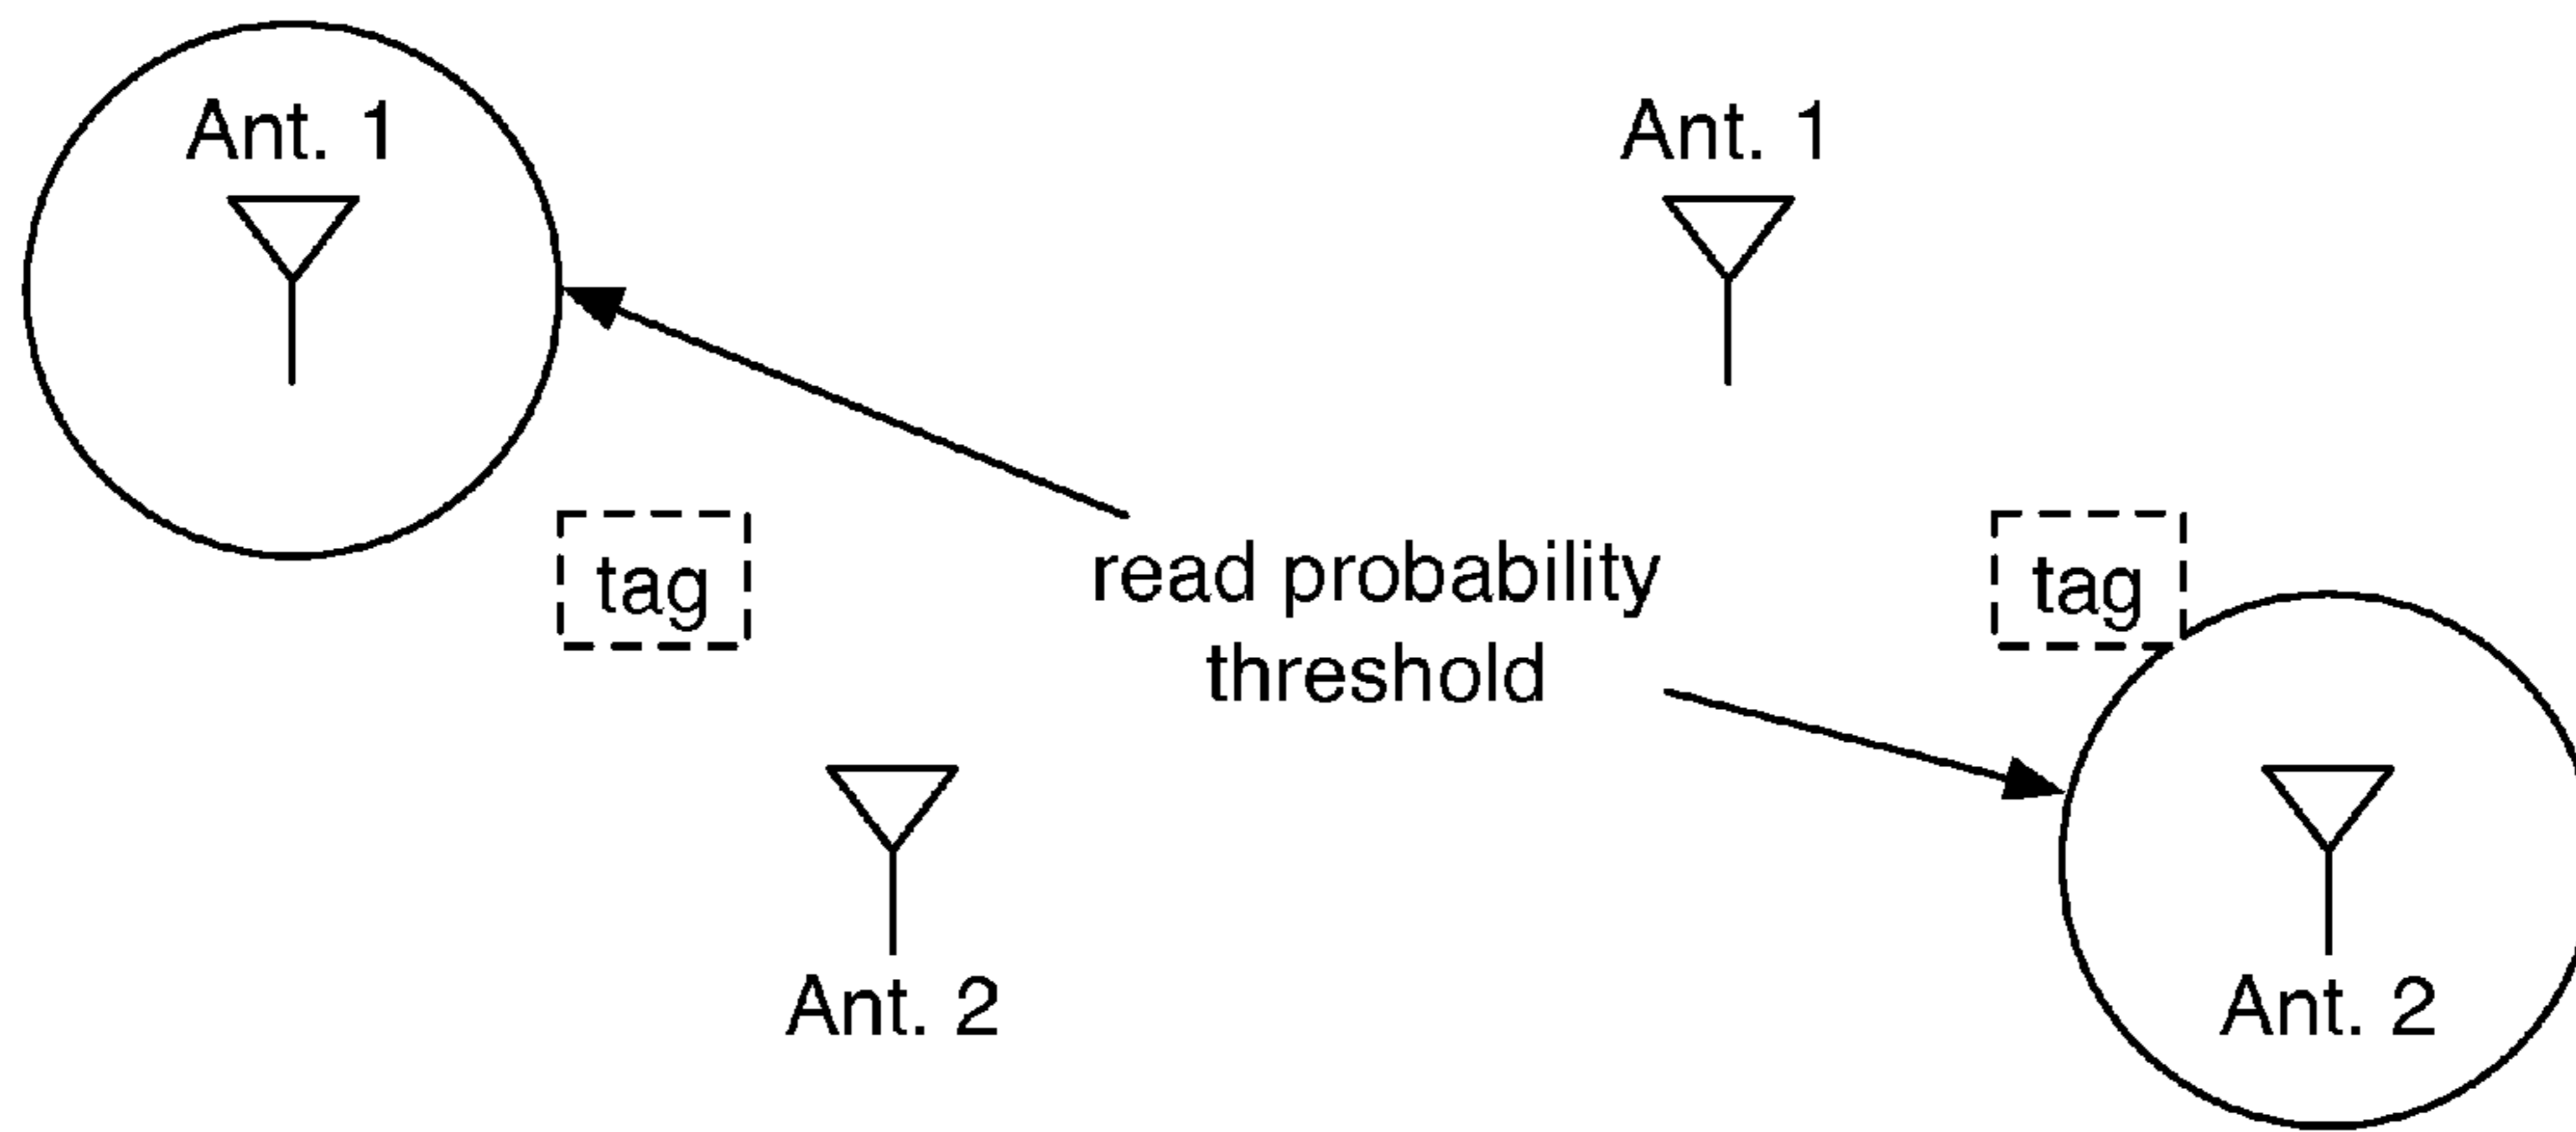 Ant. 1
Ant. 1
tag
read probability
threshold
tag
Ant. 2
Ant. 2